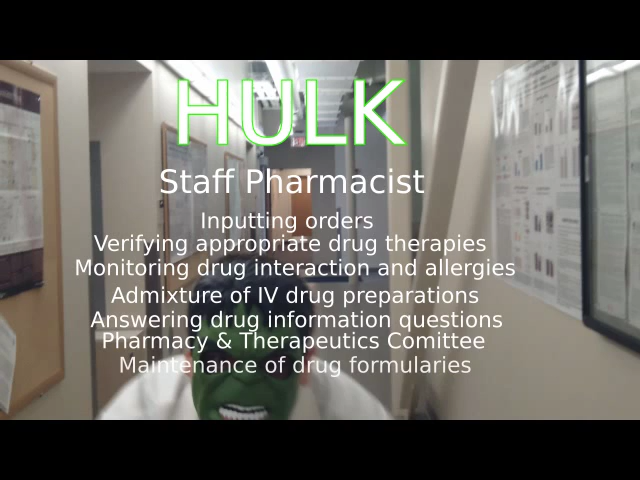 HULK
Staff Pharmacist
Inputting orders
Verifying appropriate drug therapies
Monitoring drug interaction and allergies
Admixture of IV drug preparations
Answering drug information questions
Pharmacy & Therapeutics Comittee
Maintenance of drug formularies